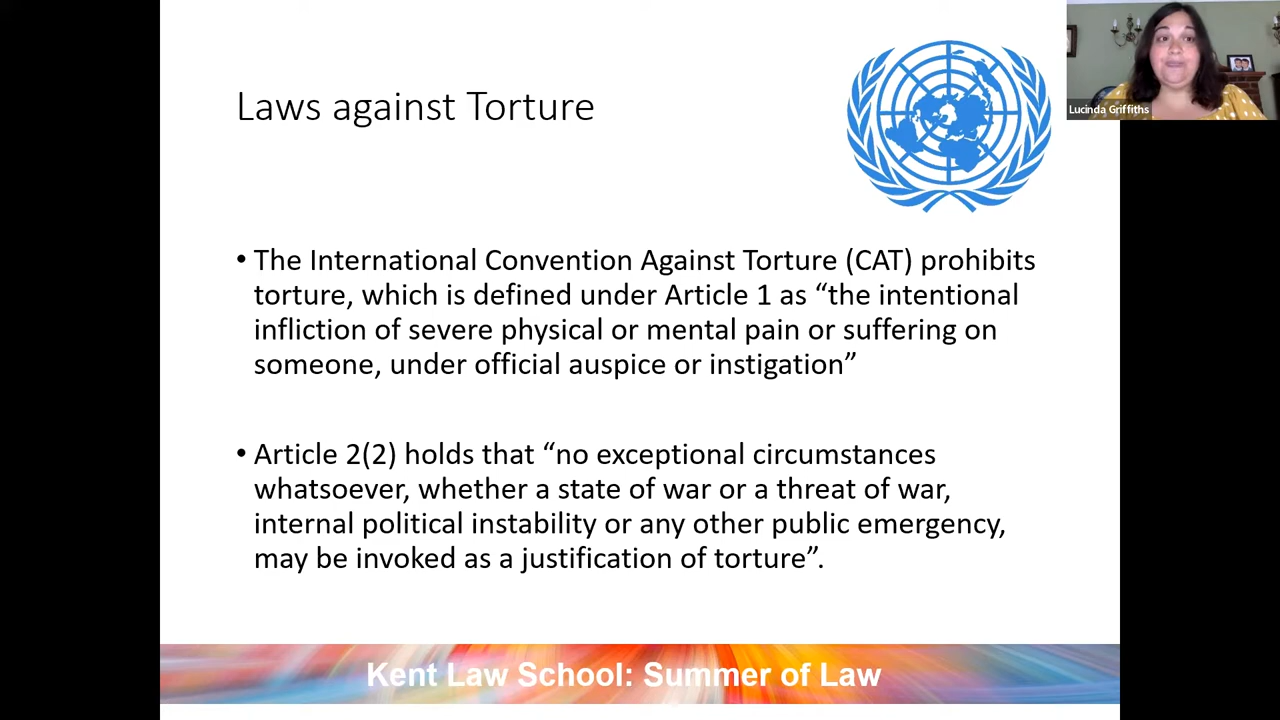 Laws against Torture
Lucinda Griffiths
• The International Convention Against Torture (CAT) prohibits
torture, which is defined under Article 1 as “the intentional
infliction of severe physical or mental pain or suffering on
someone, under official auspice or instigation”
• Article 2(2) holds that “no exceptional circumstances
whatsoever, whether a state of war or a threat of war,
internal political instability or any other public emergency,
may be invoked as a justification of torture”.
Kent Law School: Summer of Law